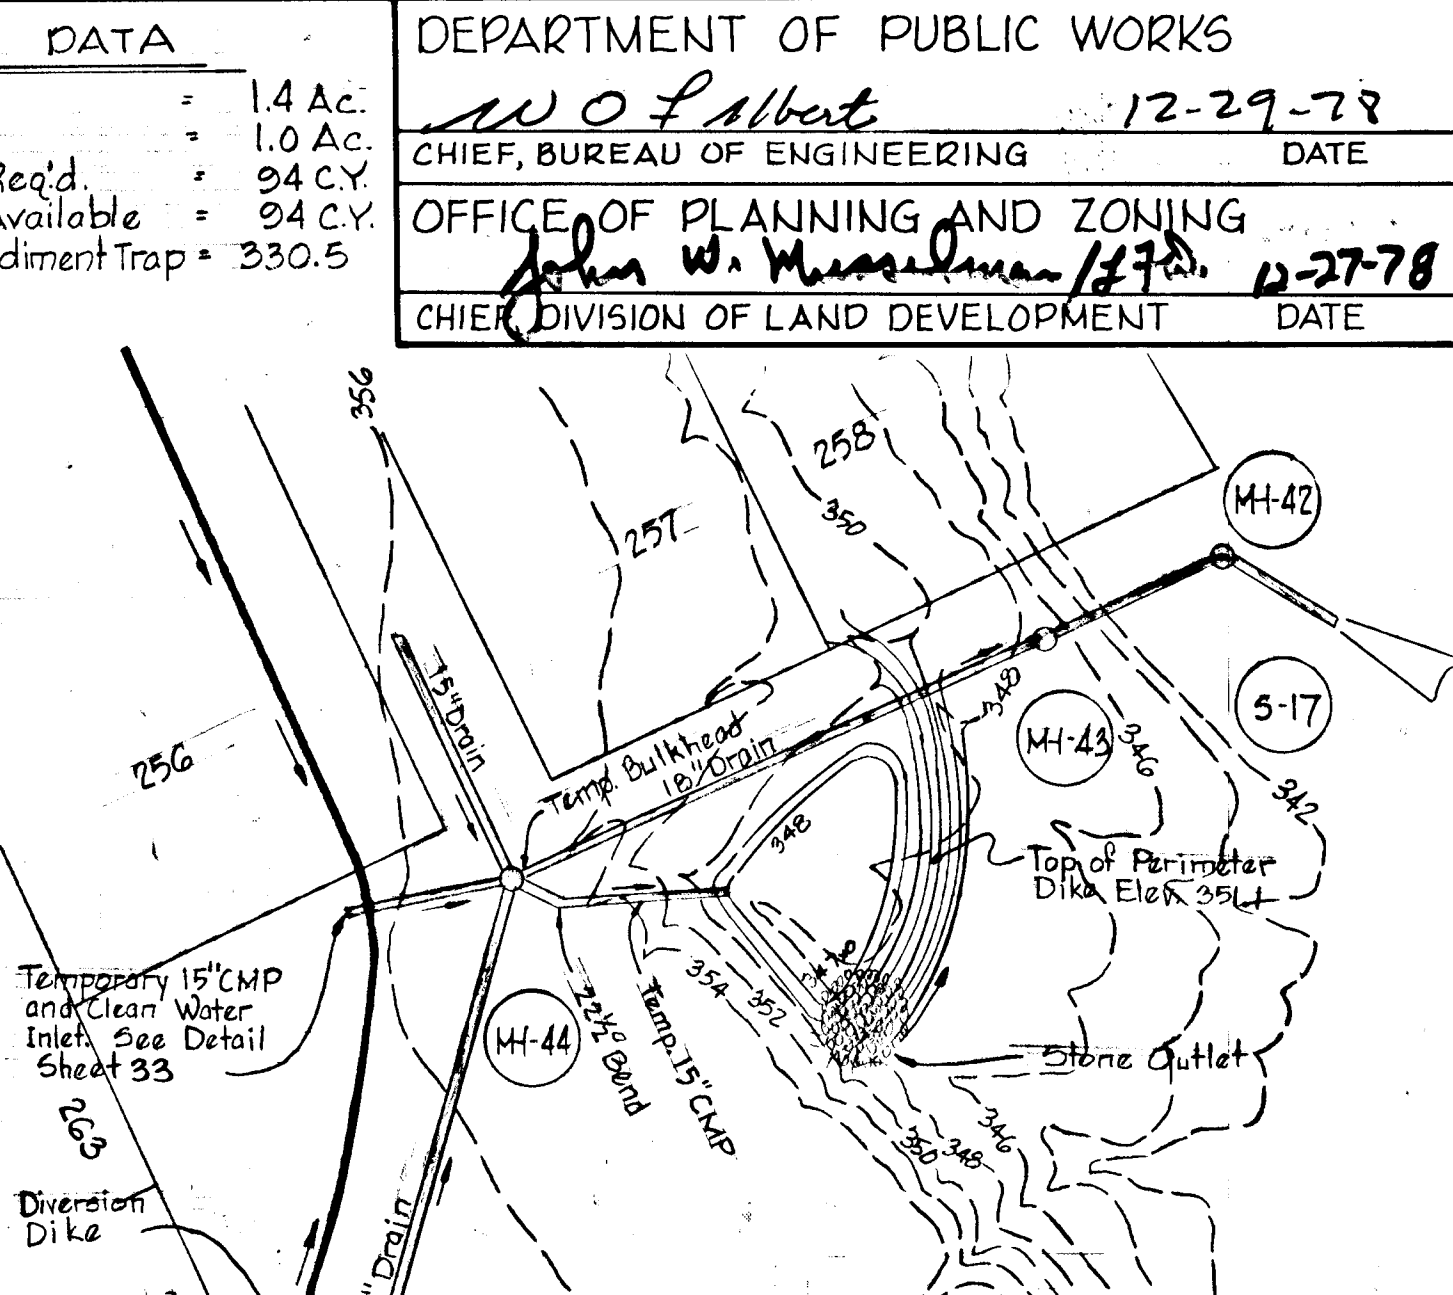 DATA
= 1.4 Ac.
= 1.0 Ac.
Req'd. = 94 C.Y.
Available = 94 C.Y.
diment Trap = 330.5
DEPARTMENT OF PUBLIC WORKS
12-29-78
CHIEF, BUREAU OF ENGINEERING DATE
OFFICE OF PLANNING AND ZONING
John W. Musselman 12-27-78
CHIEF, DIVISION OF LAND DEVELOPMENT DATE
356
258
257
350
MH-42
15" Drain
256
Temp. Bulkhead
18" Drain
348
MH-43
346
S-17
342
348
Top of Perimeter
Dike Elev. 351±
Temporary 15" CMP
and Clean Water
Inlet. See Detail
Sheet 33
MH-44
22½° Bend
Temp. 15" CMP
354
352
Stone Outlet
346
350
348
263
Diversion
Dike
" Drain